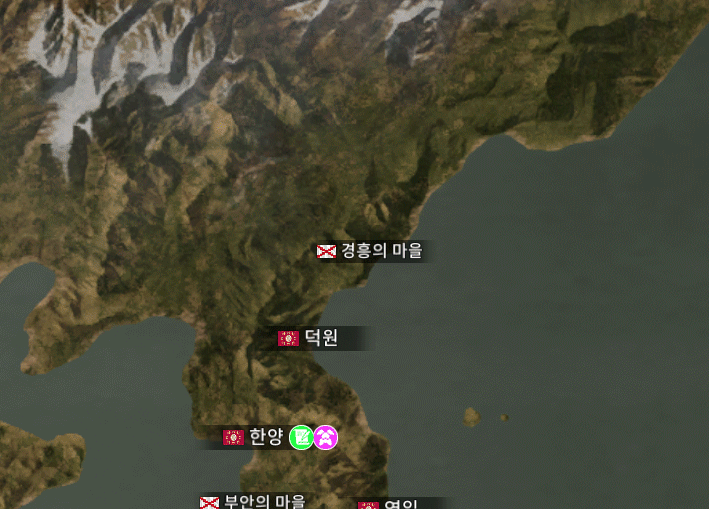 경흥의 마을
덕원
한양
부안의 마을